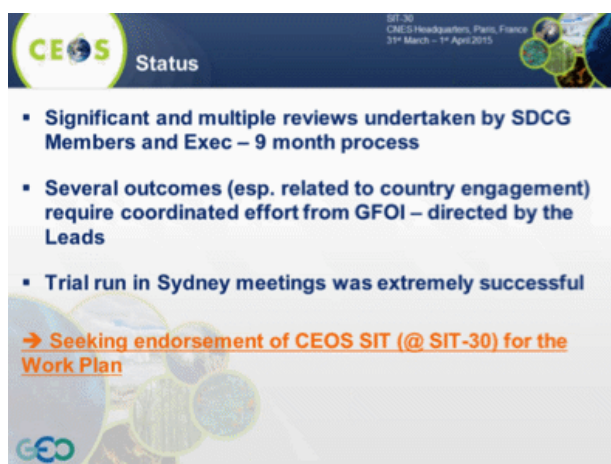 SIT-30
CNES Headquarters, Paris, France
31st March – 1st April 2015
CEOS
Status
▪ Significant and multiple reviews undertaken by SDCG
Members and Exec – 9 month process
▪ Several outcomes (esp. related to country engagement)
require coordinated effort from GFOI – directed by the
Leads
▪ Trial run in Sydney meetings was extremely successful
➔ Seeking endorsement of CEOS SIT (@ SIT-30) for the
Work Plan
GEO